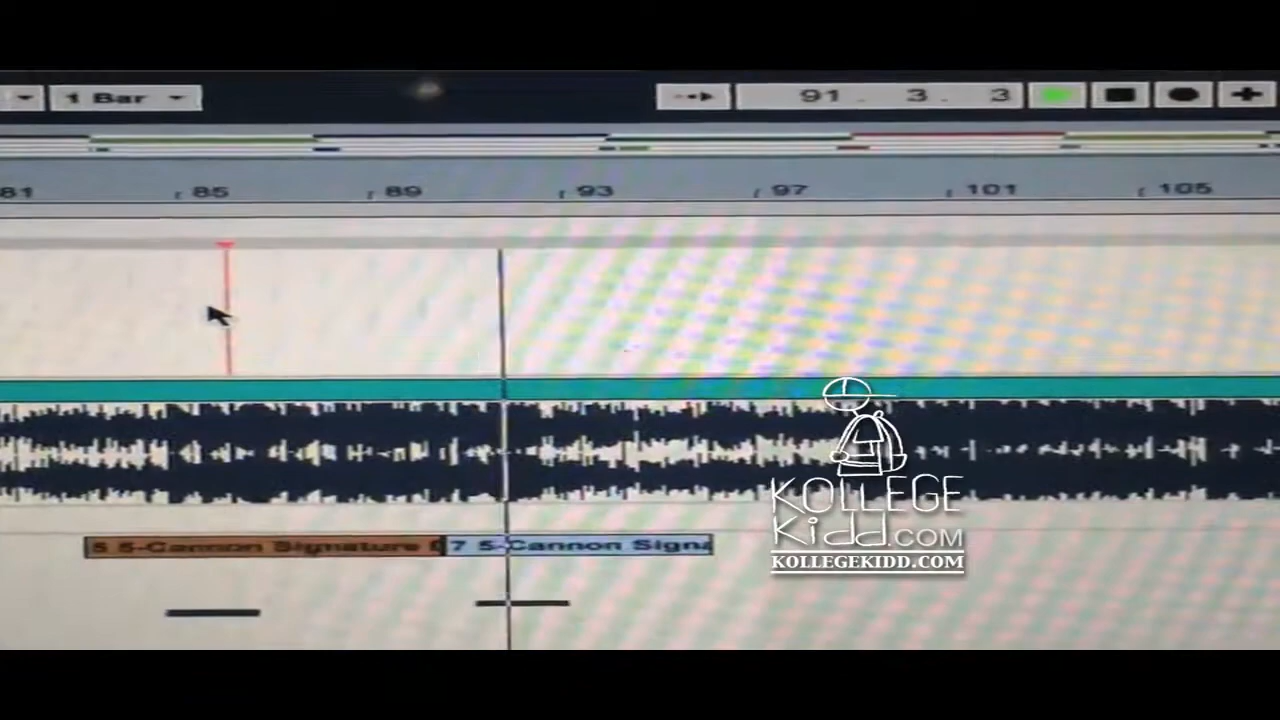 1 Bar
91. 3. 3
81 85 89 93 97 101 105
5 5-Cannon Signature
7 5-Cannon Signa
KOLLEGE
Kidd.COM
KOLLEGEKIDD.COM